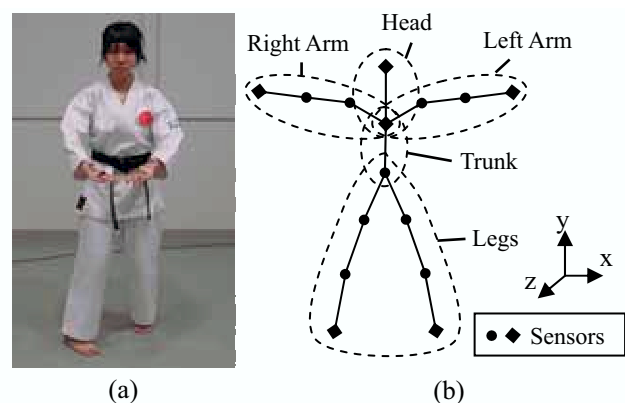 Head
Right Arm
Left Arm
Trunk
Legs
y
x
z
Sensors
(a)
(b)